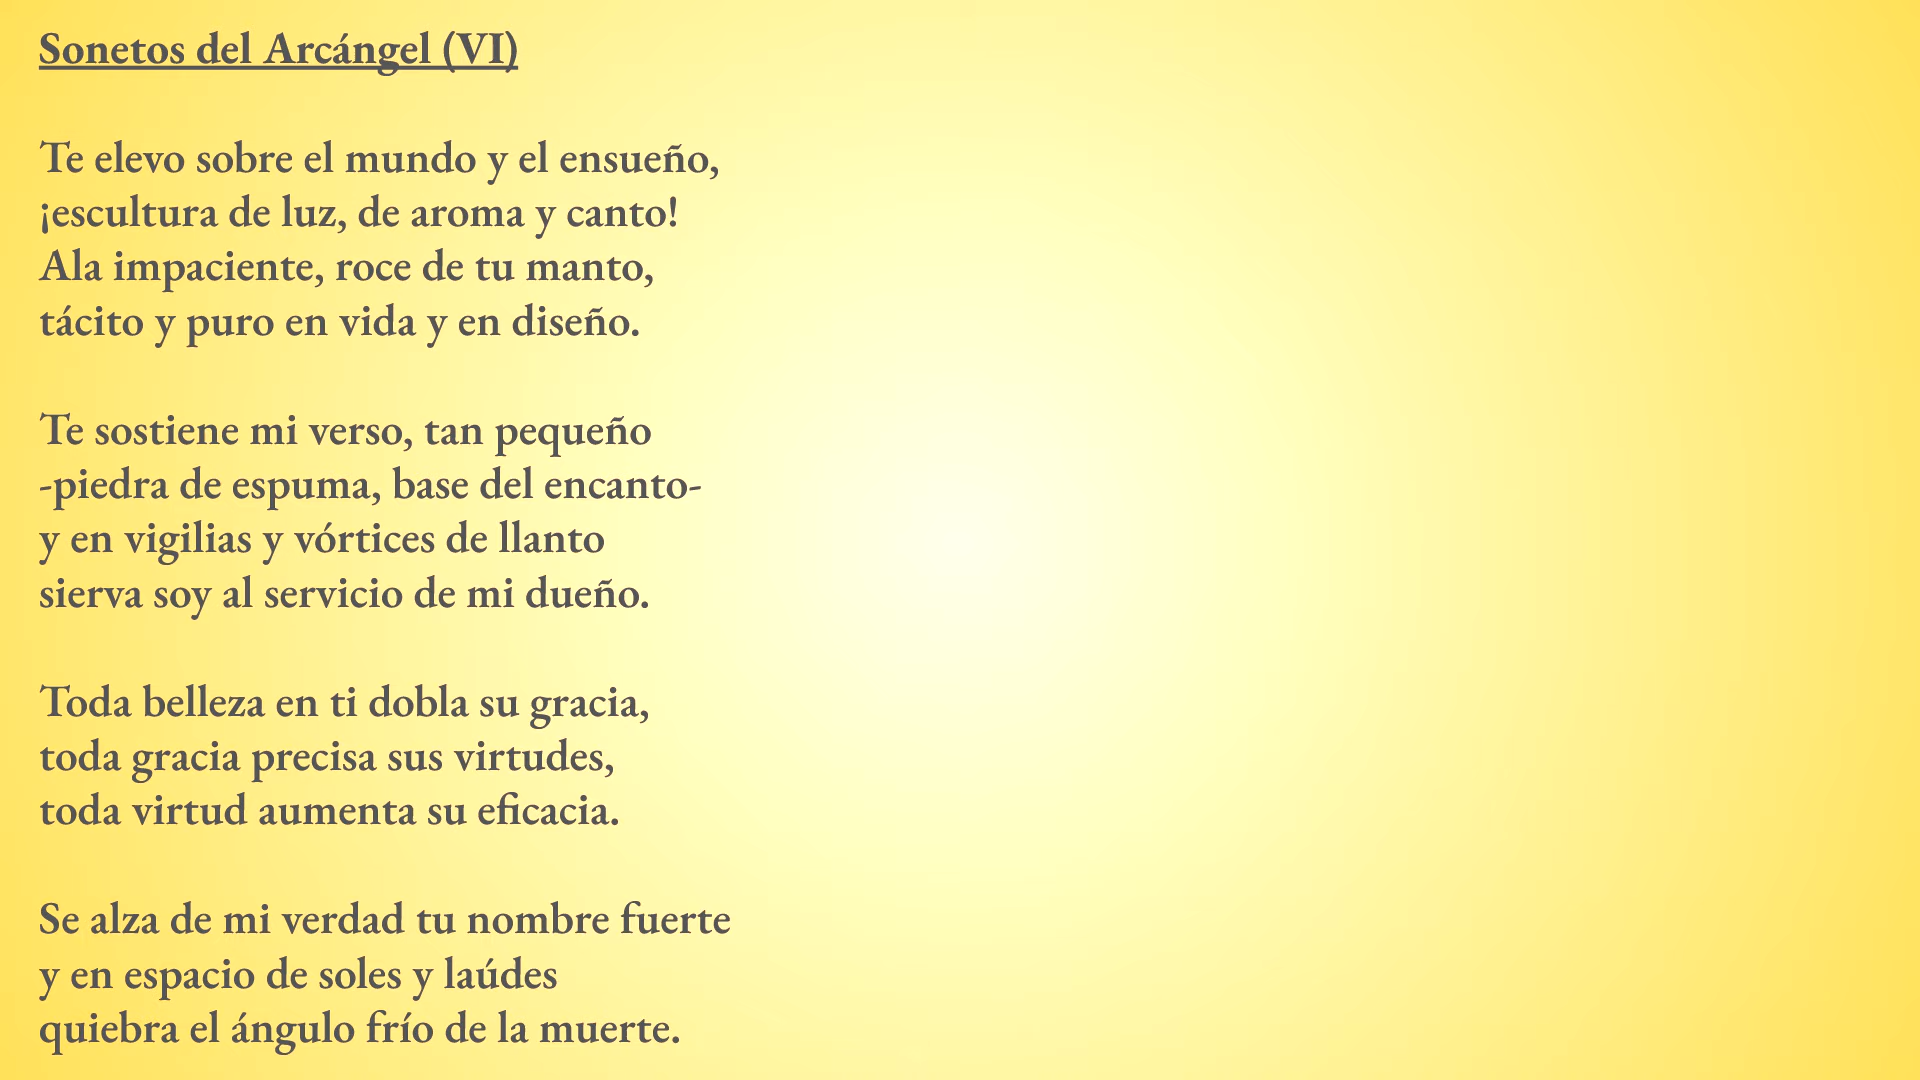 Sonetos del Arcángel (VI)
Te elevo sobre el mundo y el ensueño,
¡escultura de luz, de aroma y canto!
Ala impaciente, roce de tu manto,
tácito y puro en vida y en diseño.
Te sostiene mi verso, tan pequeño
-piedra de espuma, base del encanto-
y en vigilias y vórtices de llanto
sierva soy al servicio de mi dueño.
Toda belleza en ti dobla su gracia,
toda gracia precisa sus virtudes,
toda virtud aumenta su eficacia.
Se alza de mi verdad tu nombre fuerte
y en espacio de soles y laúdes
quiebra el ángulo frío de la muerte.